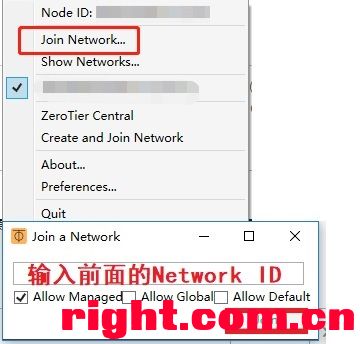 Node ID:
Join Network...
Show Networks...
ZeroTier Central
Create and Join Network
About...
Preferences...
Quit
Join a Network
输入前面的Network ID
Allow Managed Allow Global Allow Default
right.com.cn